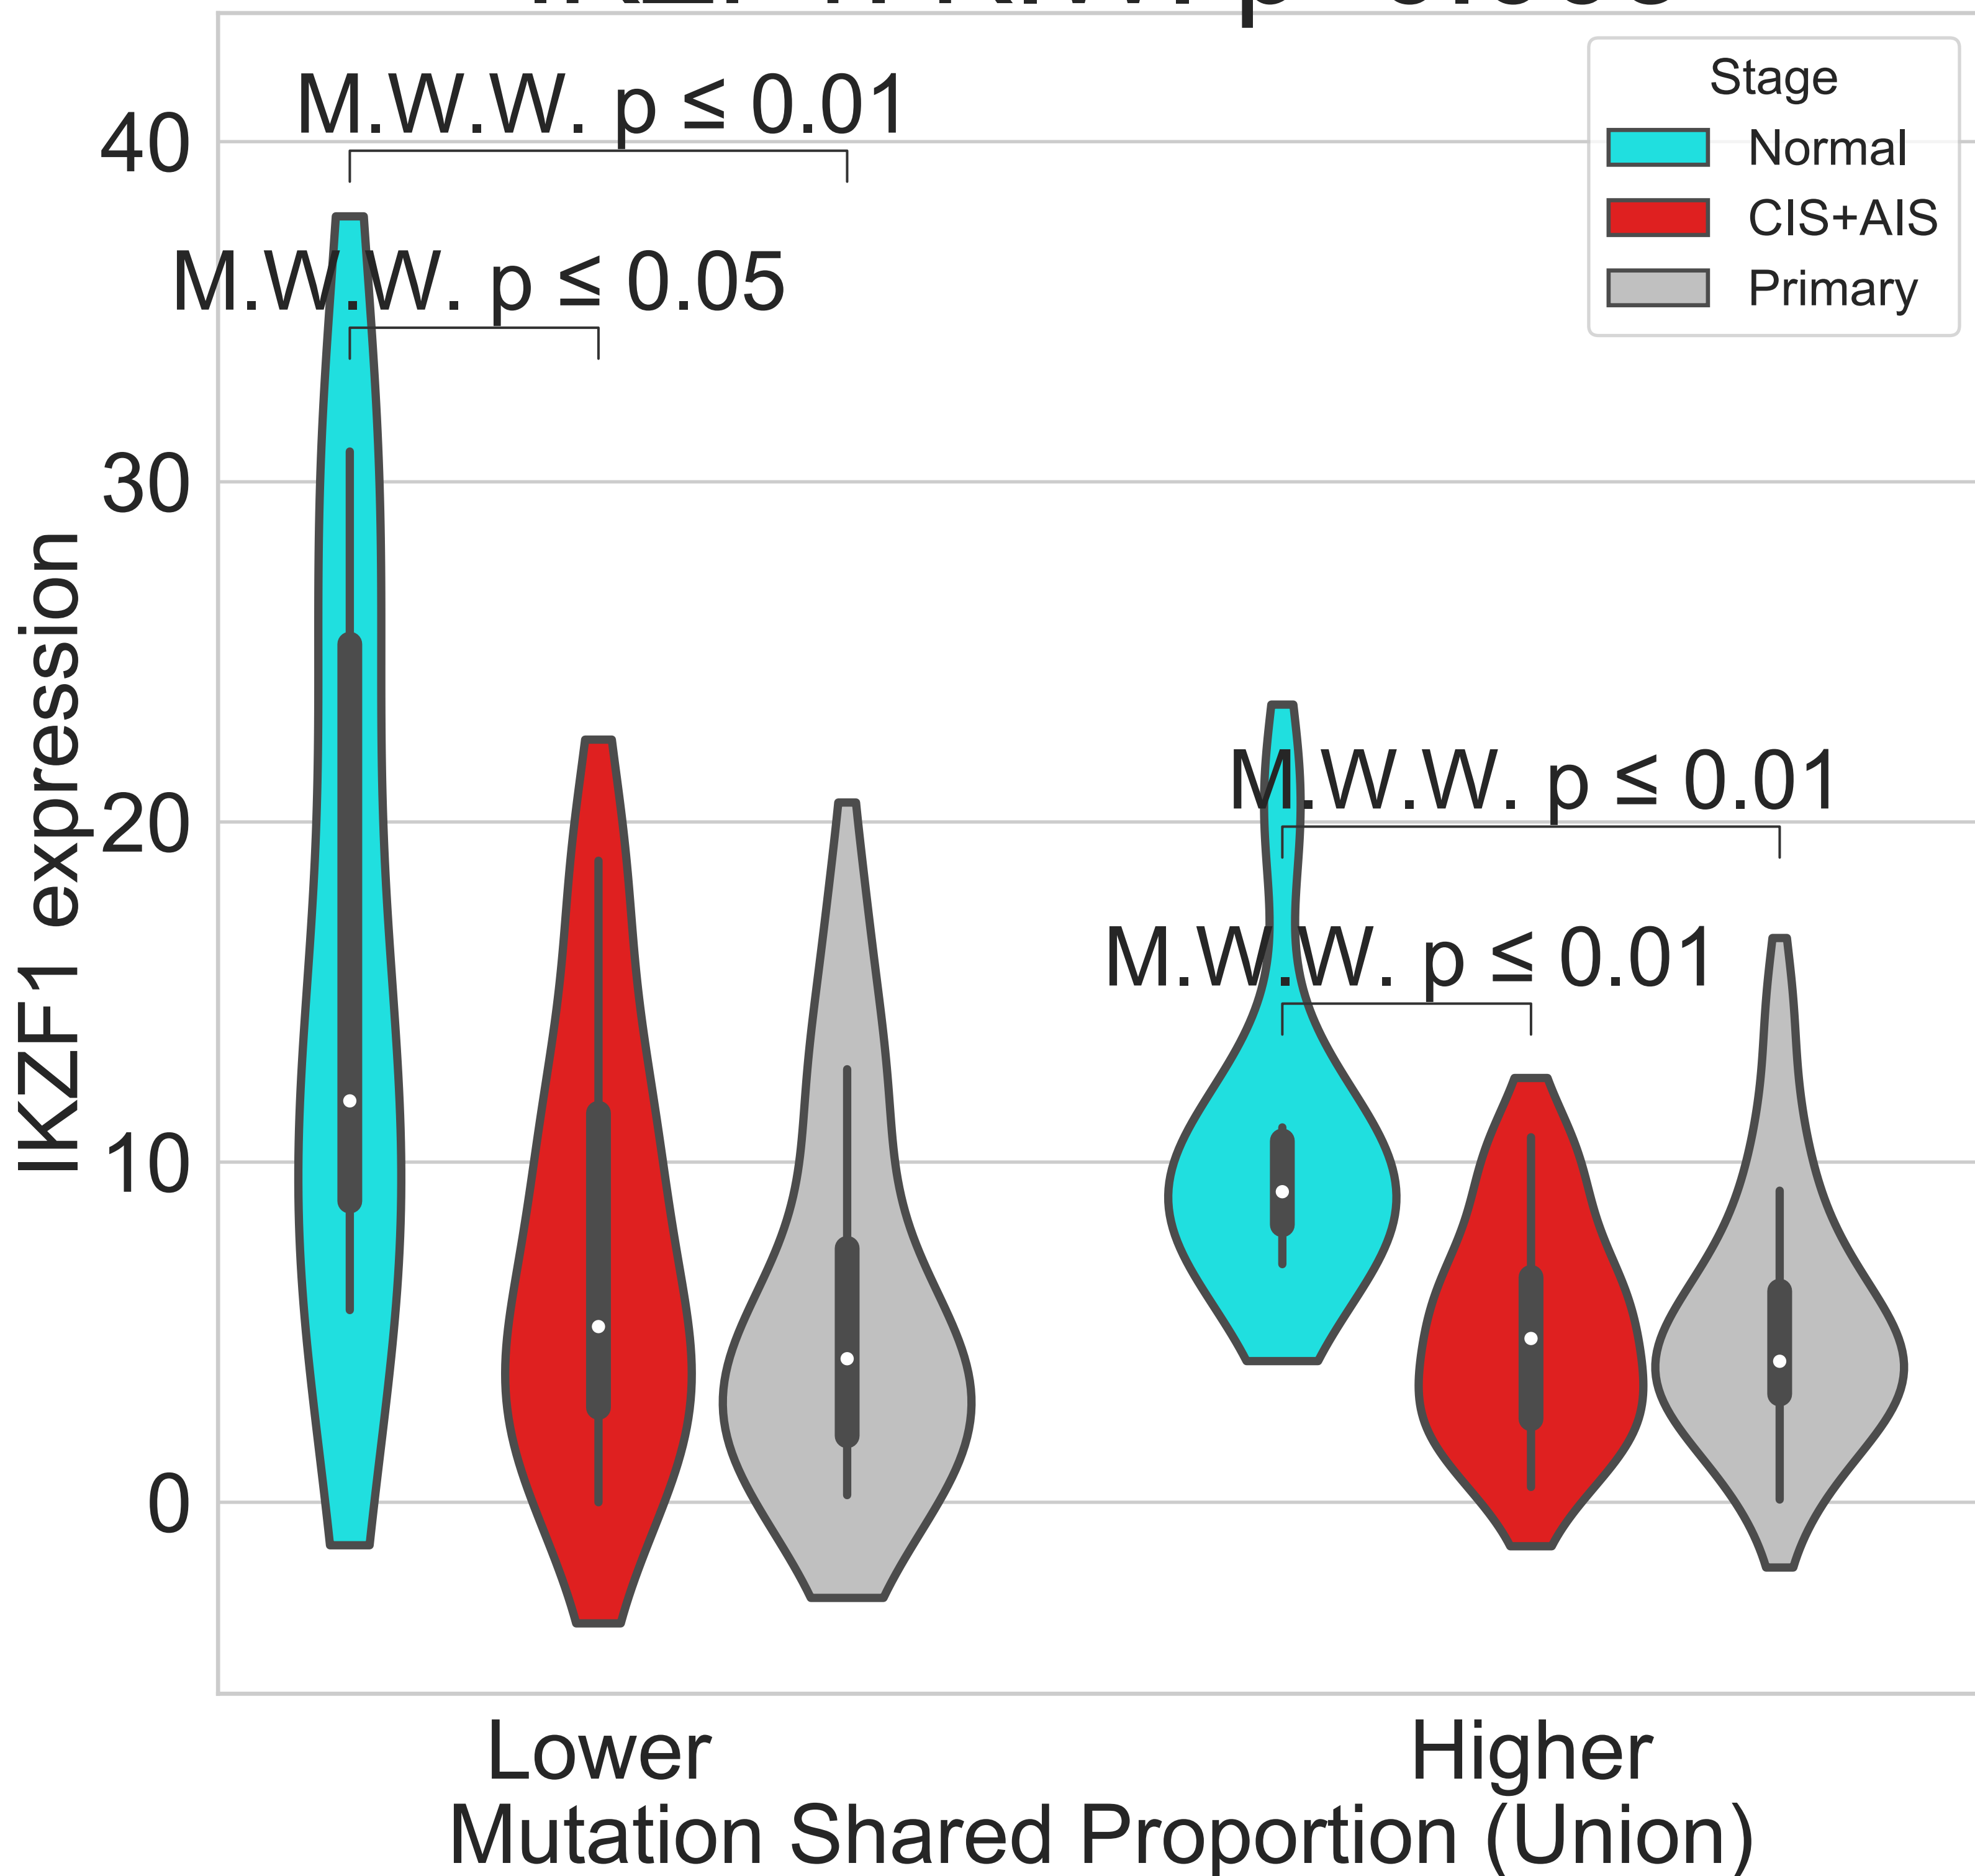 M.W.W. p ≤ 0.01
M.W.W. p ≤ 0.05
M.W.W. p ≤ 0.01
M.W.W. p ≤ 0.01
Stage
Normal
CIS+AIS
Primary
40
30
20
10
0
IKZF1 expression
Lower
Higher
Mutation Shared Proportion (Union)